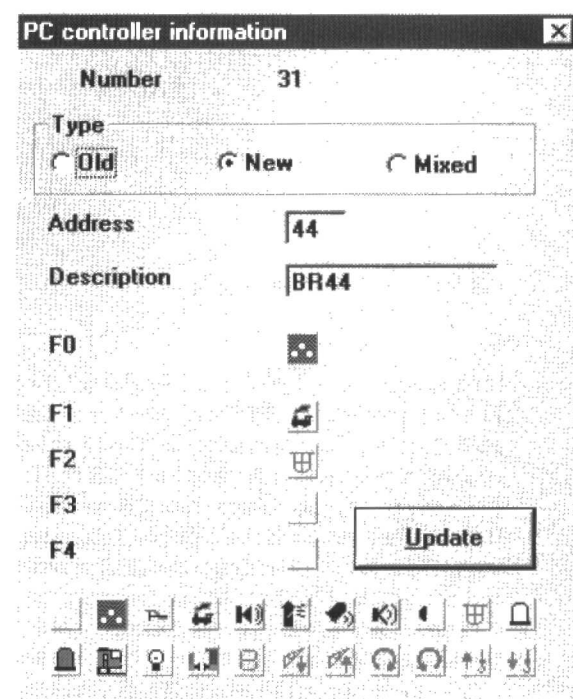 PC controller information
Number 31
Type
Old New Mixed
Address 44
Description BR44
F0
F1
F2
F3
F4
Update